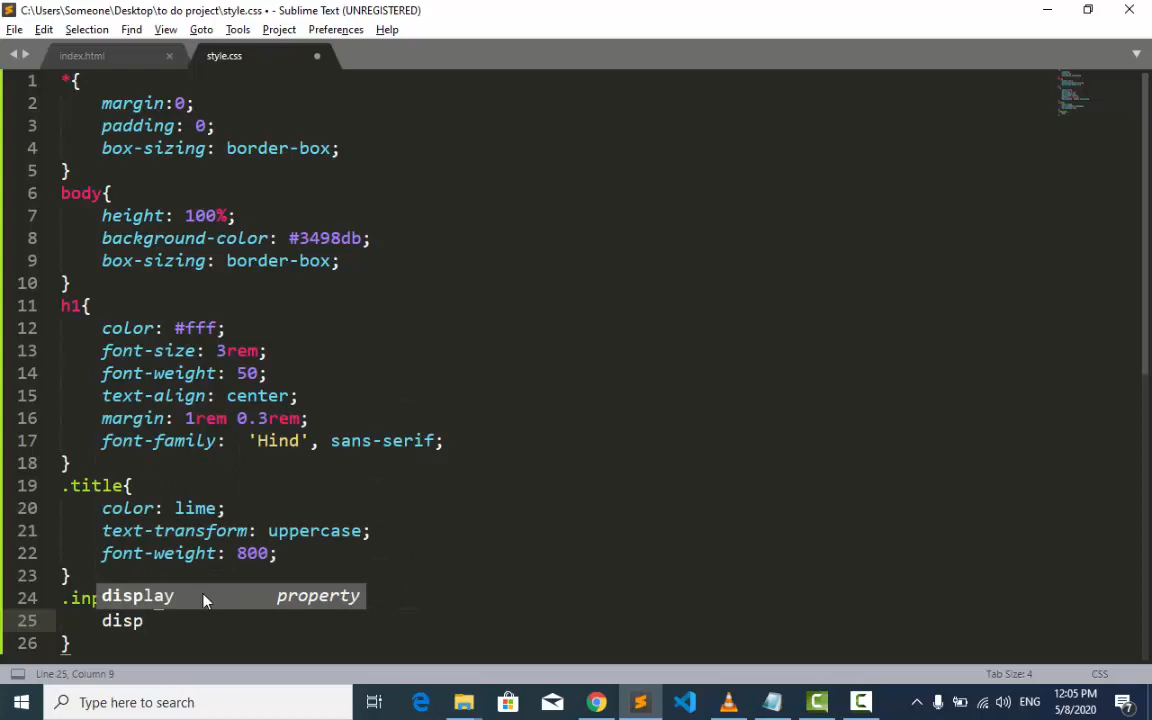 C:\Users\Someone\Desktop\to do project\style.css • - Sublime Text (UNREGISTERED)
File Edit Selection Find View Goto Tools Project Preferences Help
index.html style.css
1 *{
2 margin:0;
3 padding: 0;
4 box-sizing: border-box;
5 }
6 body{
7 height: 100%;
8 background-color: #3498db;
9 box-sizing: border-box;
10 }
11 h1{
12 color: #fff;
13 font-size: 3rem;
14 font-weight: 50;
15 text-align: center;
16 margin: 1rem 0.3rem;
17 font-family: 'Hind', sans-serif;
18 }
19 .title{
20 color: lime;
21 text-transform: uppercase;
22 font-weight: 800;
23 }
24 .inp
display property
25 disp
26 }
Line 25, Column 9 Tab Size: 4 CSS
Type here to search
ENG
12:05 PM
5/8/2020
7